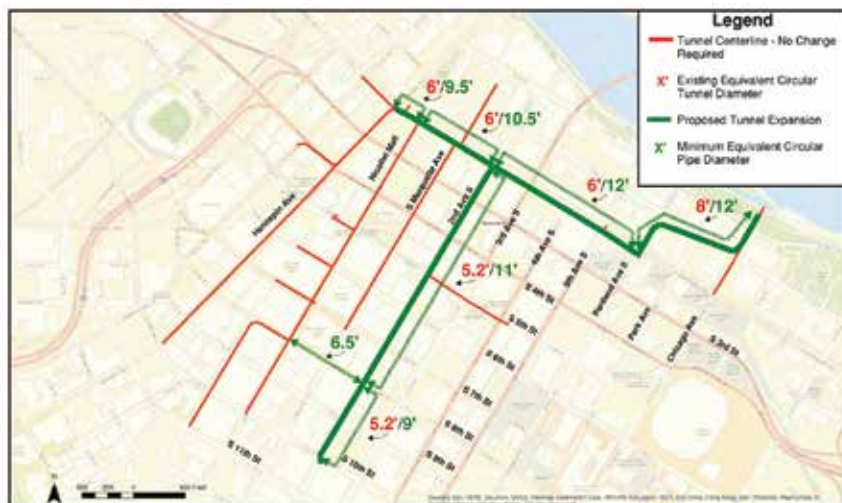 Legend
Tunnel Centerline - No Change
Required
X' Existing Equivalent Circular
Tunnel Diameter
Proposed Tunnel Expansion
X' Minimum Equivalent Circular
Pipe Diameter
6'/9.5'
6'/10.5'
6'/12'
8'/12'
5.2'/11'
6.5'
5.2'/9'
Hennepin Ave
Nicollet Mall
S Marquette Ave
2nd Ave S
3rd Ave S
4th Ave S
5th Ave S
Portland Ave S
Park Ave
Chicago Ave
S 3rd St
S 4th St
S 5th St
S 6th St
S 7th St
S 8th St
S 9th St
S 10th St
S 11th St
N